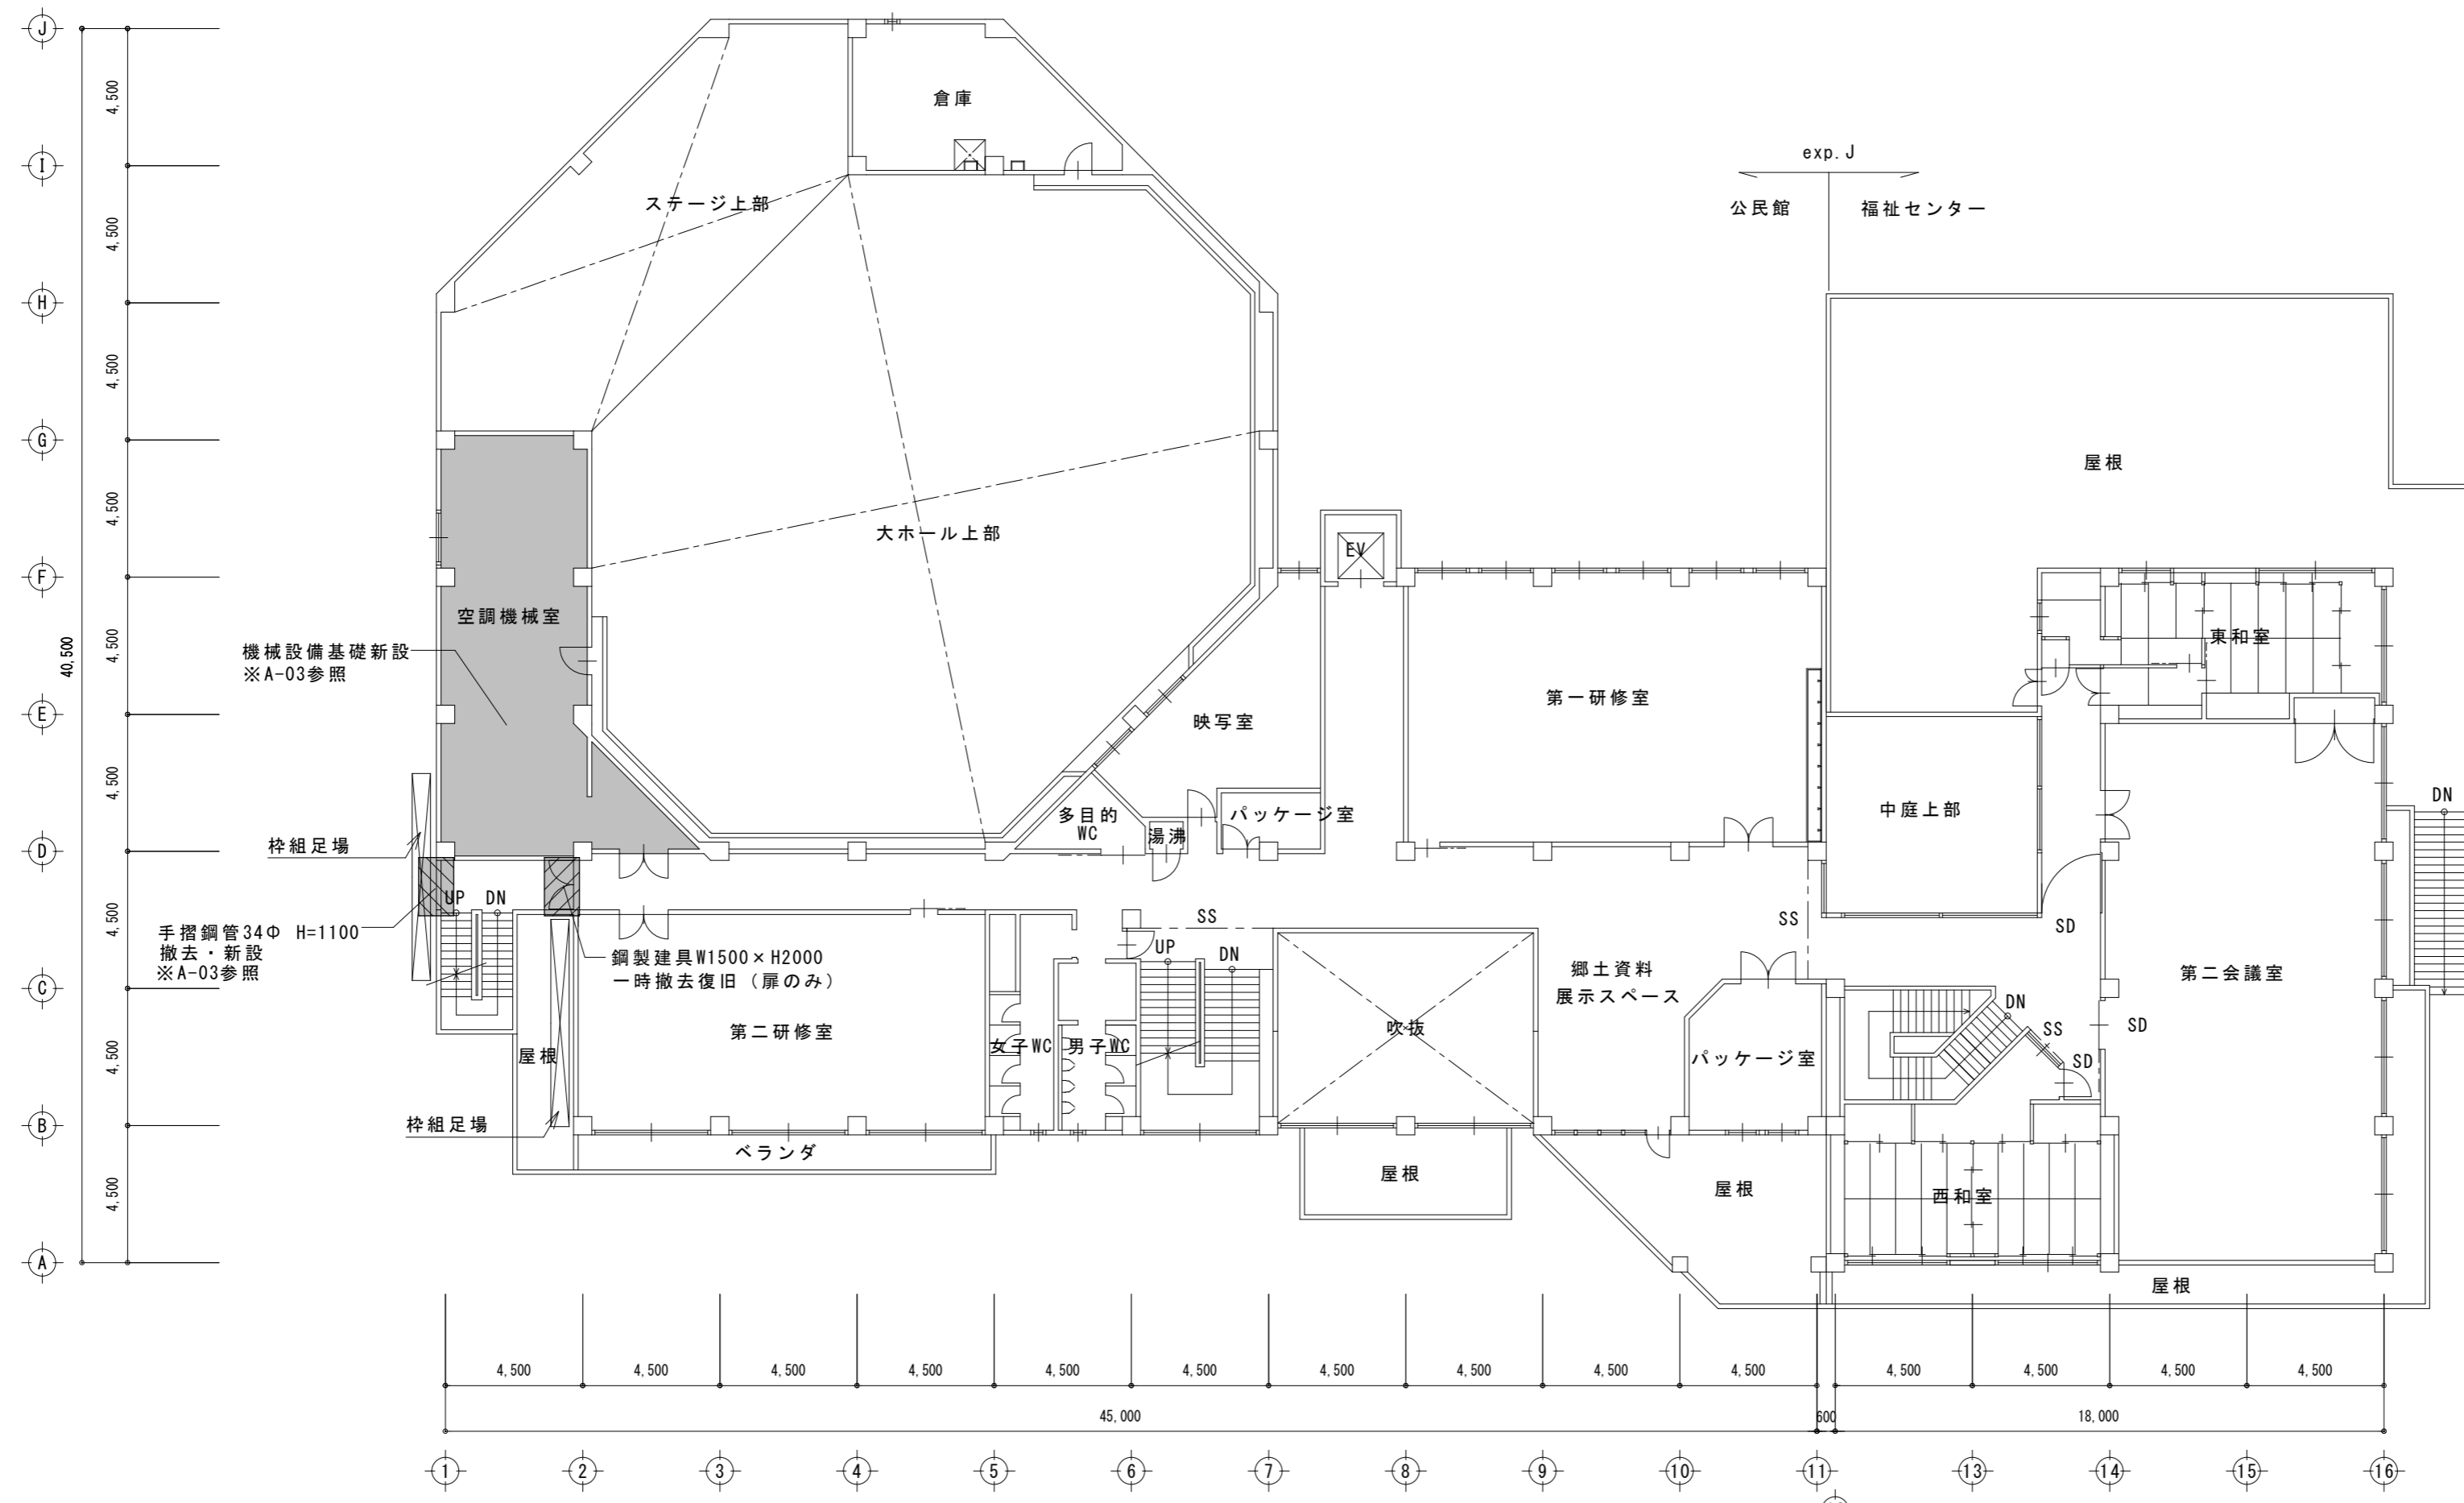 J
I
H
G
F
E
D
C
B
A
4,500
4,500
4,500
4,500
4,500
4,500
4,500
4,500
4,500
40,500
倉庫
ステージ上部
exp.J
公民館
福祉センター
屋根
大ホール上部
EV
空調機械室
機械設備基礎新設
※A-03参照
東和室
第一研修室
映写室
中庭上部
DN
多目的
WC
湯沸
パッケージ室
枠組足場
UP
DN
手摺鋼管34Φ H=1100
撤去・新設
※A-03参照
鋼製建具W1500×H2000
一時撤去復旧（扉のみ）
SS
UP
DN
SS
SD
郷土資料
展示スペース
第二会議室
DN
SS
SD
SD
第二研修室
女子WC
男子WC
吹抜
パッケージ室
屋根
枠組足場
ベランダ
屋根
屋根
西和室
屋根
4,500
4,500
4,500
4,500
4,500
4,500
4,500
4,500
4,500
4,500
4,500
4,500
4,500
4,500
45,000
600
18,000
1
2
3
4
5
6
7
8
9
10
11
13
14
15
16